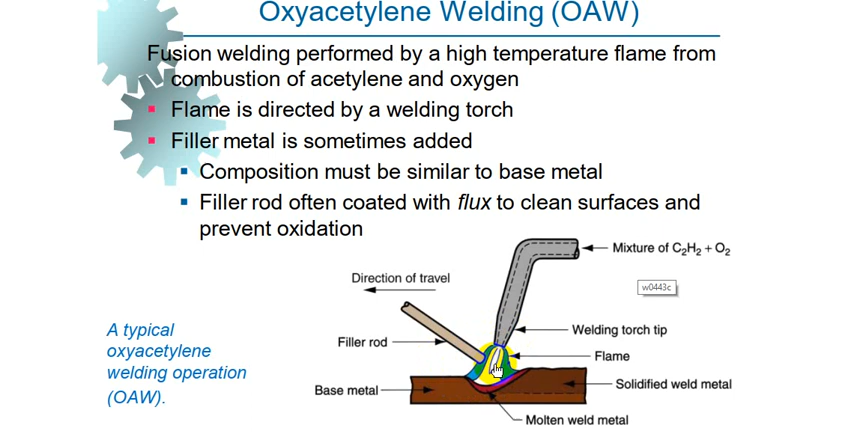 Oxyacetylene Welding (OAW)
Fusion welding performed by a high temperature flame from
combustion of acetylene and oxygen
Flame is directed by a welding torch
Filler metal is sometimes added
Composition must be similar to base metal
Filler rod often coated with flux to clean surfaces and
prevent oxidation
Mixture of C₂H₂ + O₂
Direction of travel
w0443c
A typical
oxyacetylene
welding operation
(OAW).
Welding torch tip
Filler rod
Flame
Base metal
Solidified weld metal
Molten weld metal